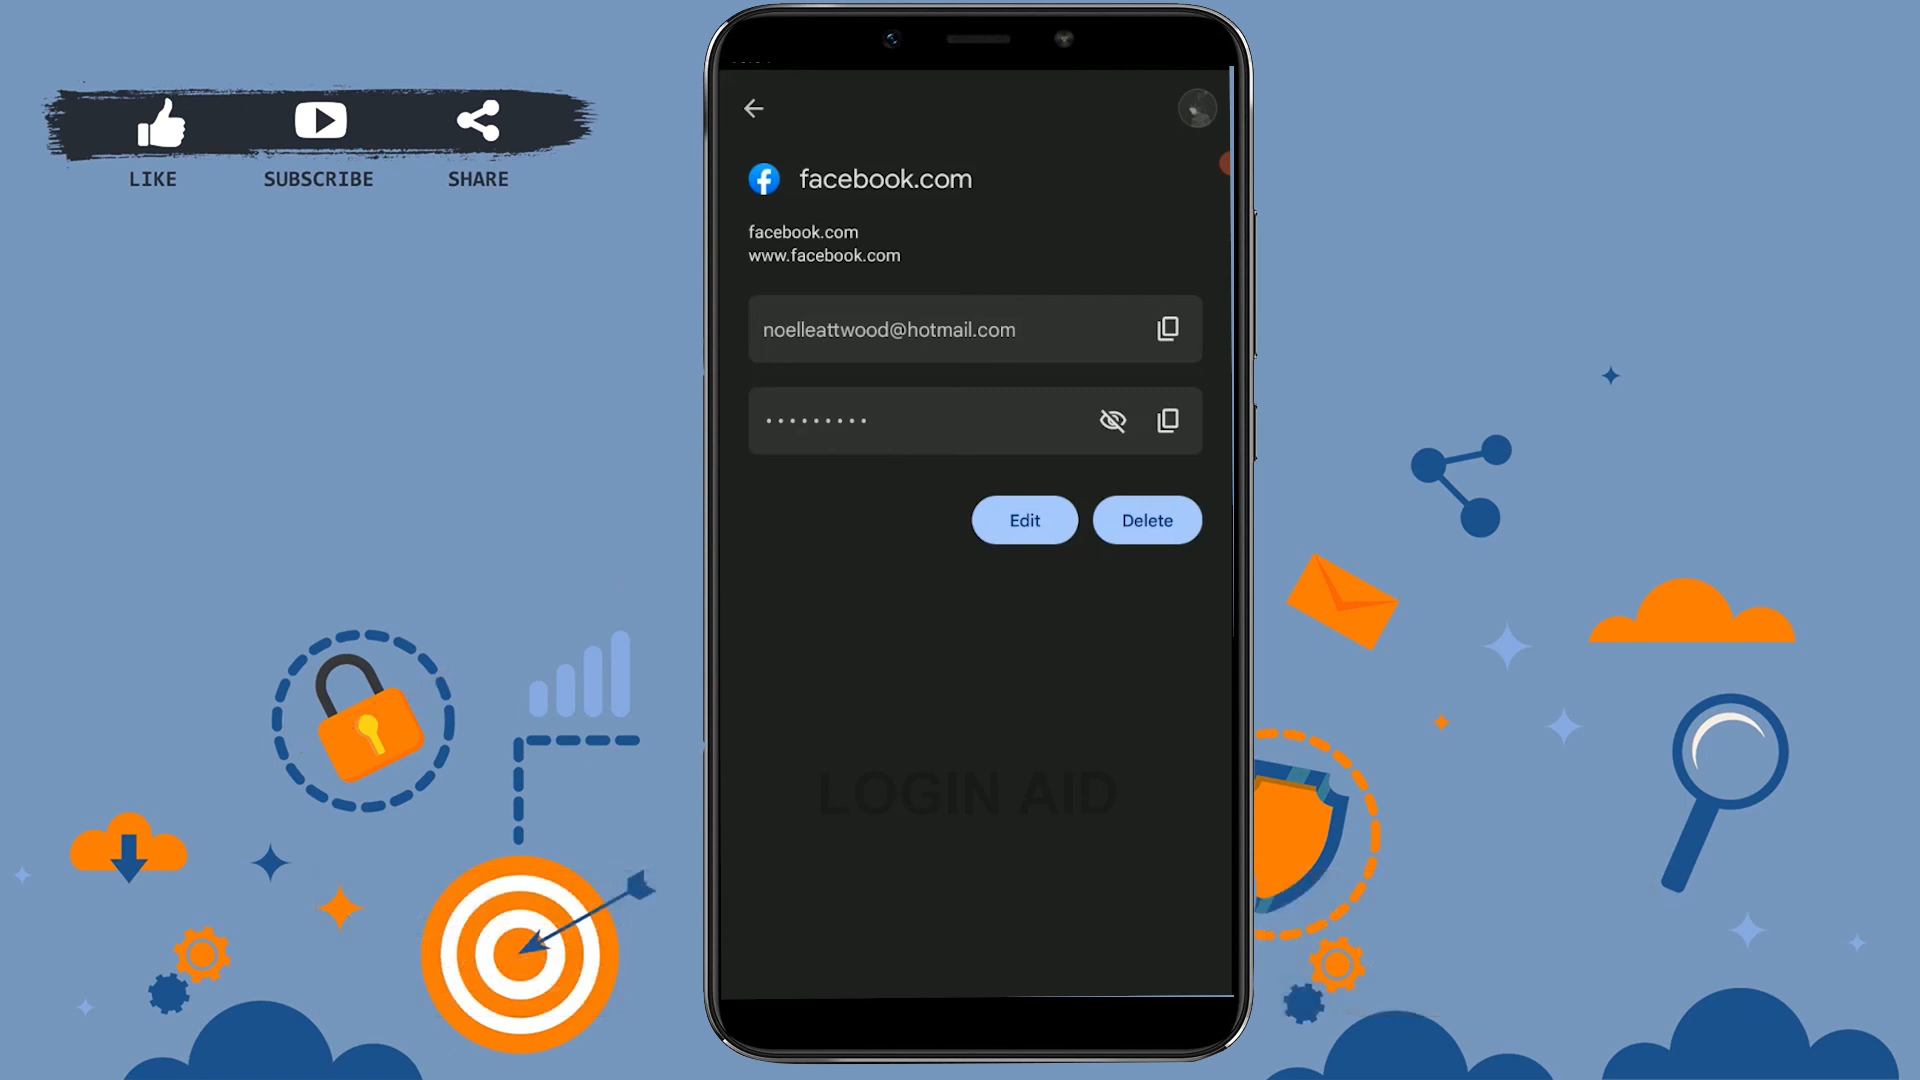 LIKE
SUBSCRIBE
SHARE
facebook.com
facebook.com
www.facebook.com
noelleattwood@hotmail.com
•••••••••
Edit
Delete
LOGIN AID